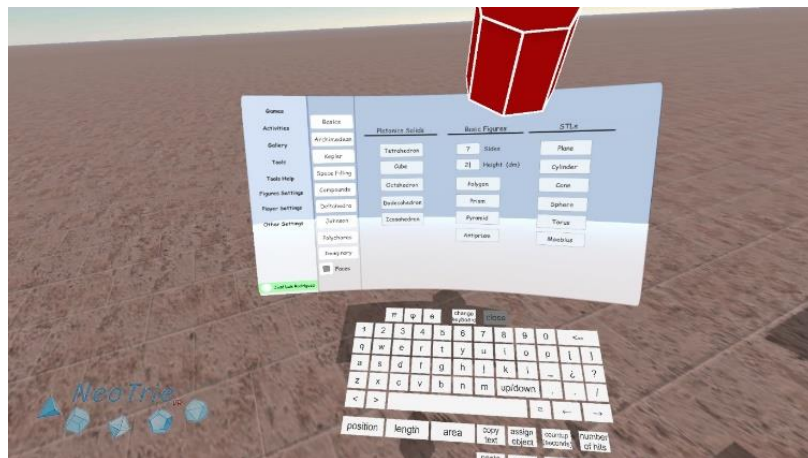 Games
Activities
Gallery
Tools
Tools Help
Figures Settings
Player Settings
Other Settings
Basics
Archimedean
Kepler
Space Filling
Compounds
Deltahedra
Johnson
Polychores
Imaginary
Faces
Platonic Solids
Tetrahedron
Cube
Octahedron
Dodecahedron
Icosahedron
Basic Figures
7 Sides
Height (dm)
Polygon
Prism
Pyramid
Antiprism
STLs
Plane
Cylinder
Cone
Sphere
Torus
Moebius
π φ e change keyboard close
1 2 3 4 5 6 7 8 9 0 <--
q w e r t y u i o p [ ]
a s d f g h j k l _ ¿ ?
z x c v b n m up/down , . /
< > = ← →
position length area copy text assign object countup (seconds) number of hits
NeoTrie VR